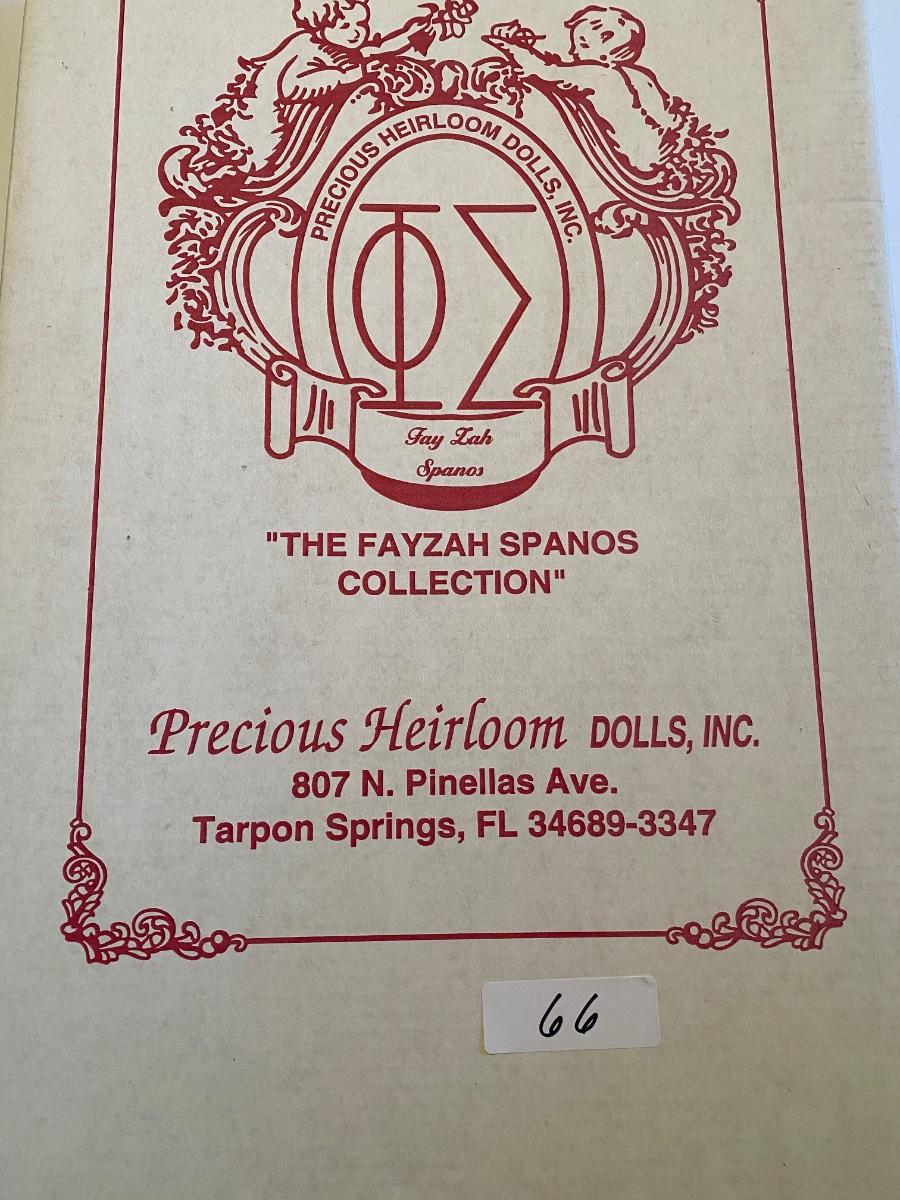 PRECIOUS HEIRLOOM DOLLS, INC.
ΦΣ
Fay Zah
Spanos
"THE FAYZAH SPANOS
COLLECTION"
Precious Heirloom DOLLS, INC.
807 N. Pinellas Ave.
Tarpon Springs, FL 34689-3347
66